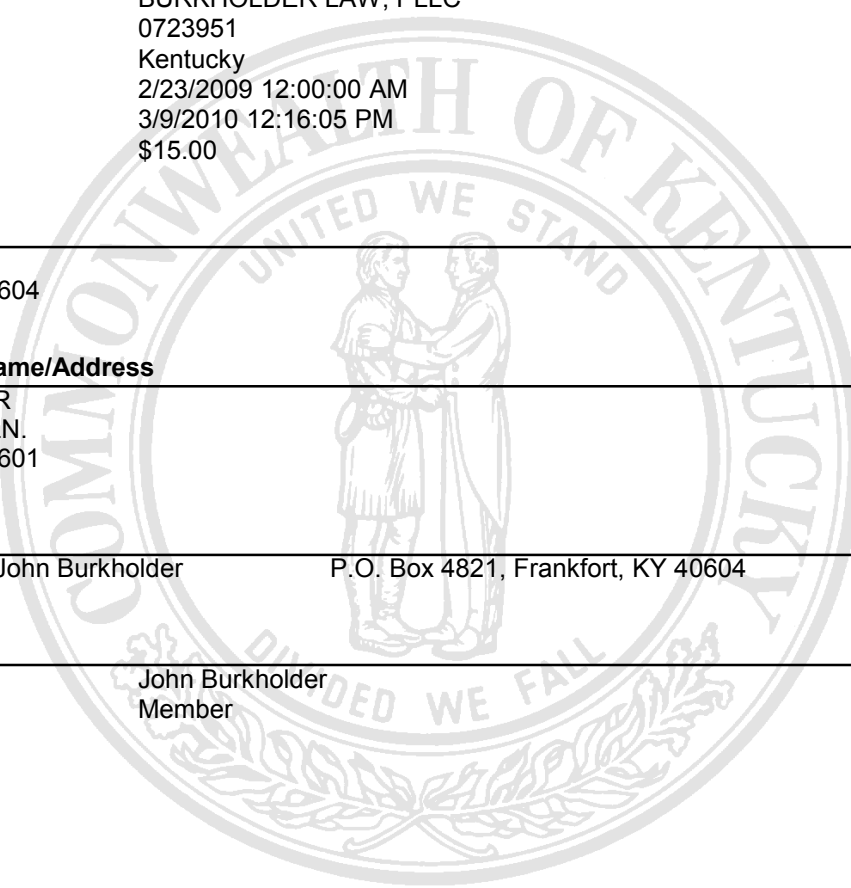 BURKHOLDER LAW, PLLC
0723951
Kentucky
2/23/2009 12:00:00 AM
3/9/2010 12:16:05 PM
$15.00
COMMONWEALTH OF KENTUCKY
UNITED WE STAND
604
ame/Address
R
N.
601
John Burkholder P.O. Box 4821, Frankfort, KY 40604
DIVIDED WE FALL
John Burkholder
Member